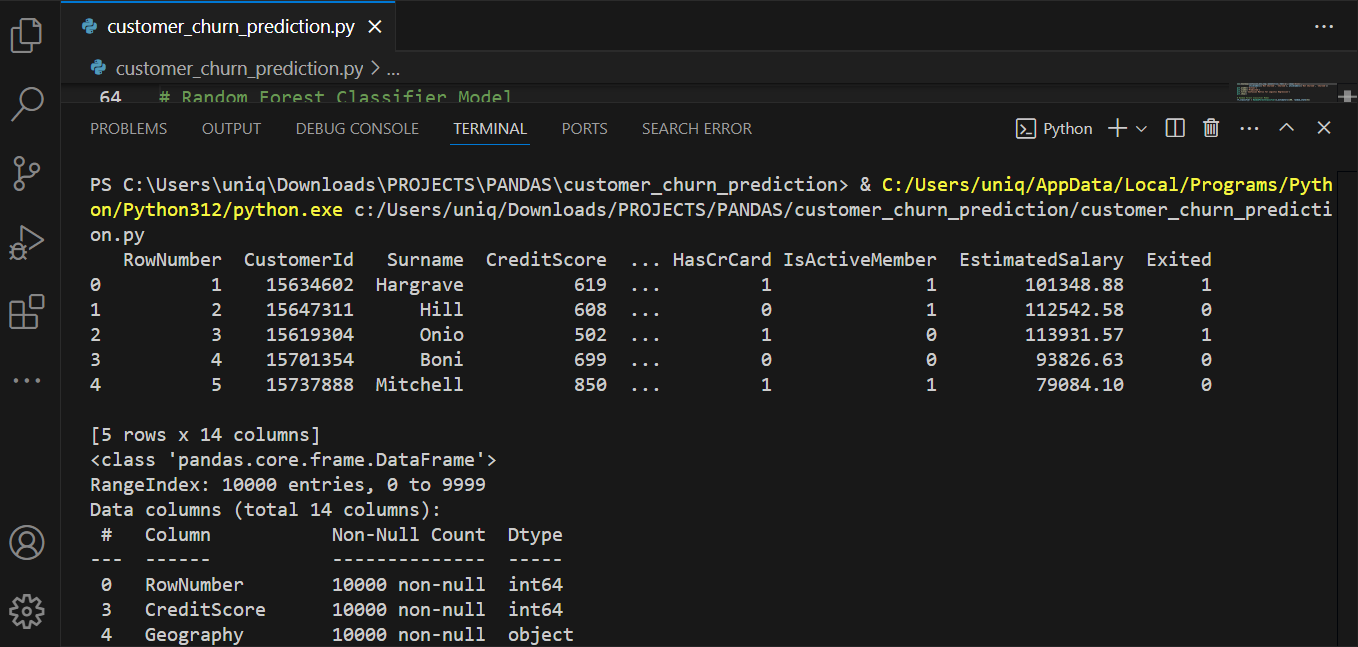 customer_churn_prediction.py
customer_churn_prediction.py > ...
64 # Random Forest Classifier Model
PROBLEMS OUTPUT DEBUG CONSOLE TERMINAL PORTS SEARCH ERROR Python
PS C:\Users\uniq\Downloads\PROJECTS\PANDAS\customer_churn_prediction> & C:/Users/uniq/AppData/Local/Programs/Pyth
on/Python312/python.exe c:/Users/uniq/Downloads/PROJECTS/PANDAS/customer_churn_prediction/customer_churn_predicti
on.py
RowNumber CustomerId Surname CreditScore ... HasCrCard IsActiveMember EstimatedSalary Exited
0 1 15634602 Hargrave 619 ... 1 1 101348.88 1
1 2 15647311 Hill 608 ... 0 1 112542.58 0
2 3 15619304 Onio 502 ... 1 0 113931.57 1
3 4 15701354 Boni 699 ... 0 0 93826.63 0
4 5 15737888 Mitchell 850 ... 1 1 79084.10 0
[5 rows x 14 columns]
<class 'pandas.core.frame.DataFrame'>
RangeIndex: 10000 entries, 0 to 9999
Data columns (total 14 columns):
# Column Non-Null Count Dtype
--- ------ -------------- -----
0 RowNumber 10000 non-null int64
3 CreditScore 10000 non-null int64
4 Geography 10000 non-null object